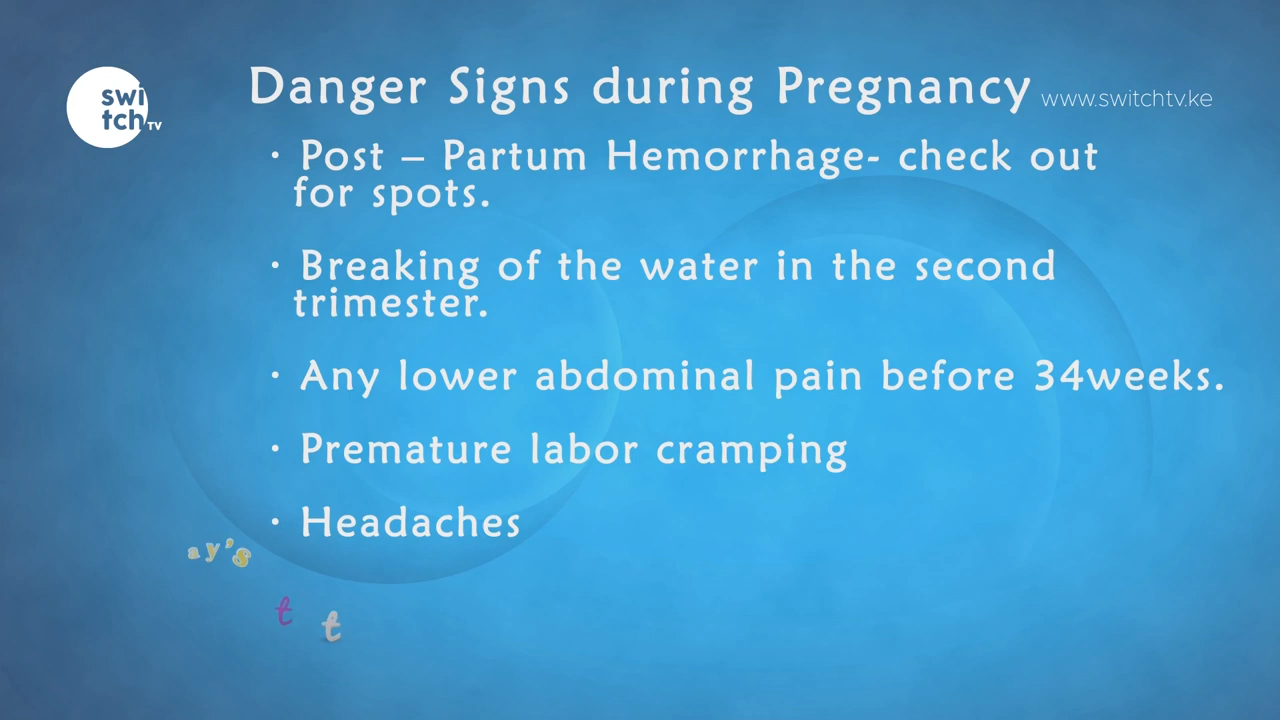 swi
tch TV
Danger Signs during Pregnancy
www.switchtv.ke
· Post – Partum Hemorrhage- check out
for spots.
· Breaking of the water in the second
trimester.
· Any lower abdominal pain before 34weeks.
· Premature labor cramping
· Headaches
ay's
t t